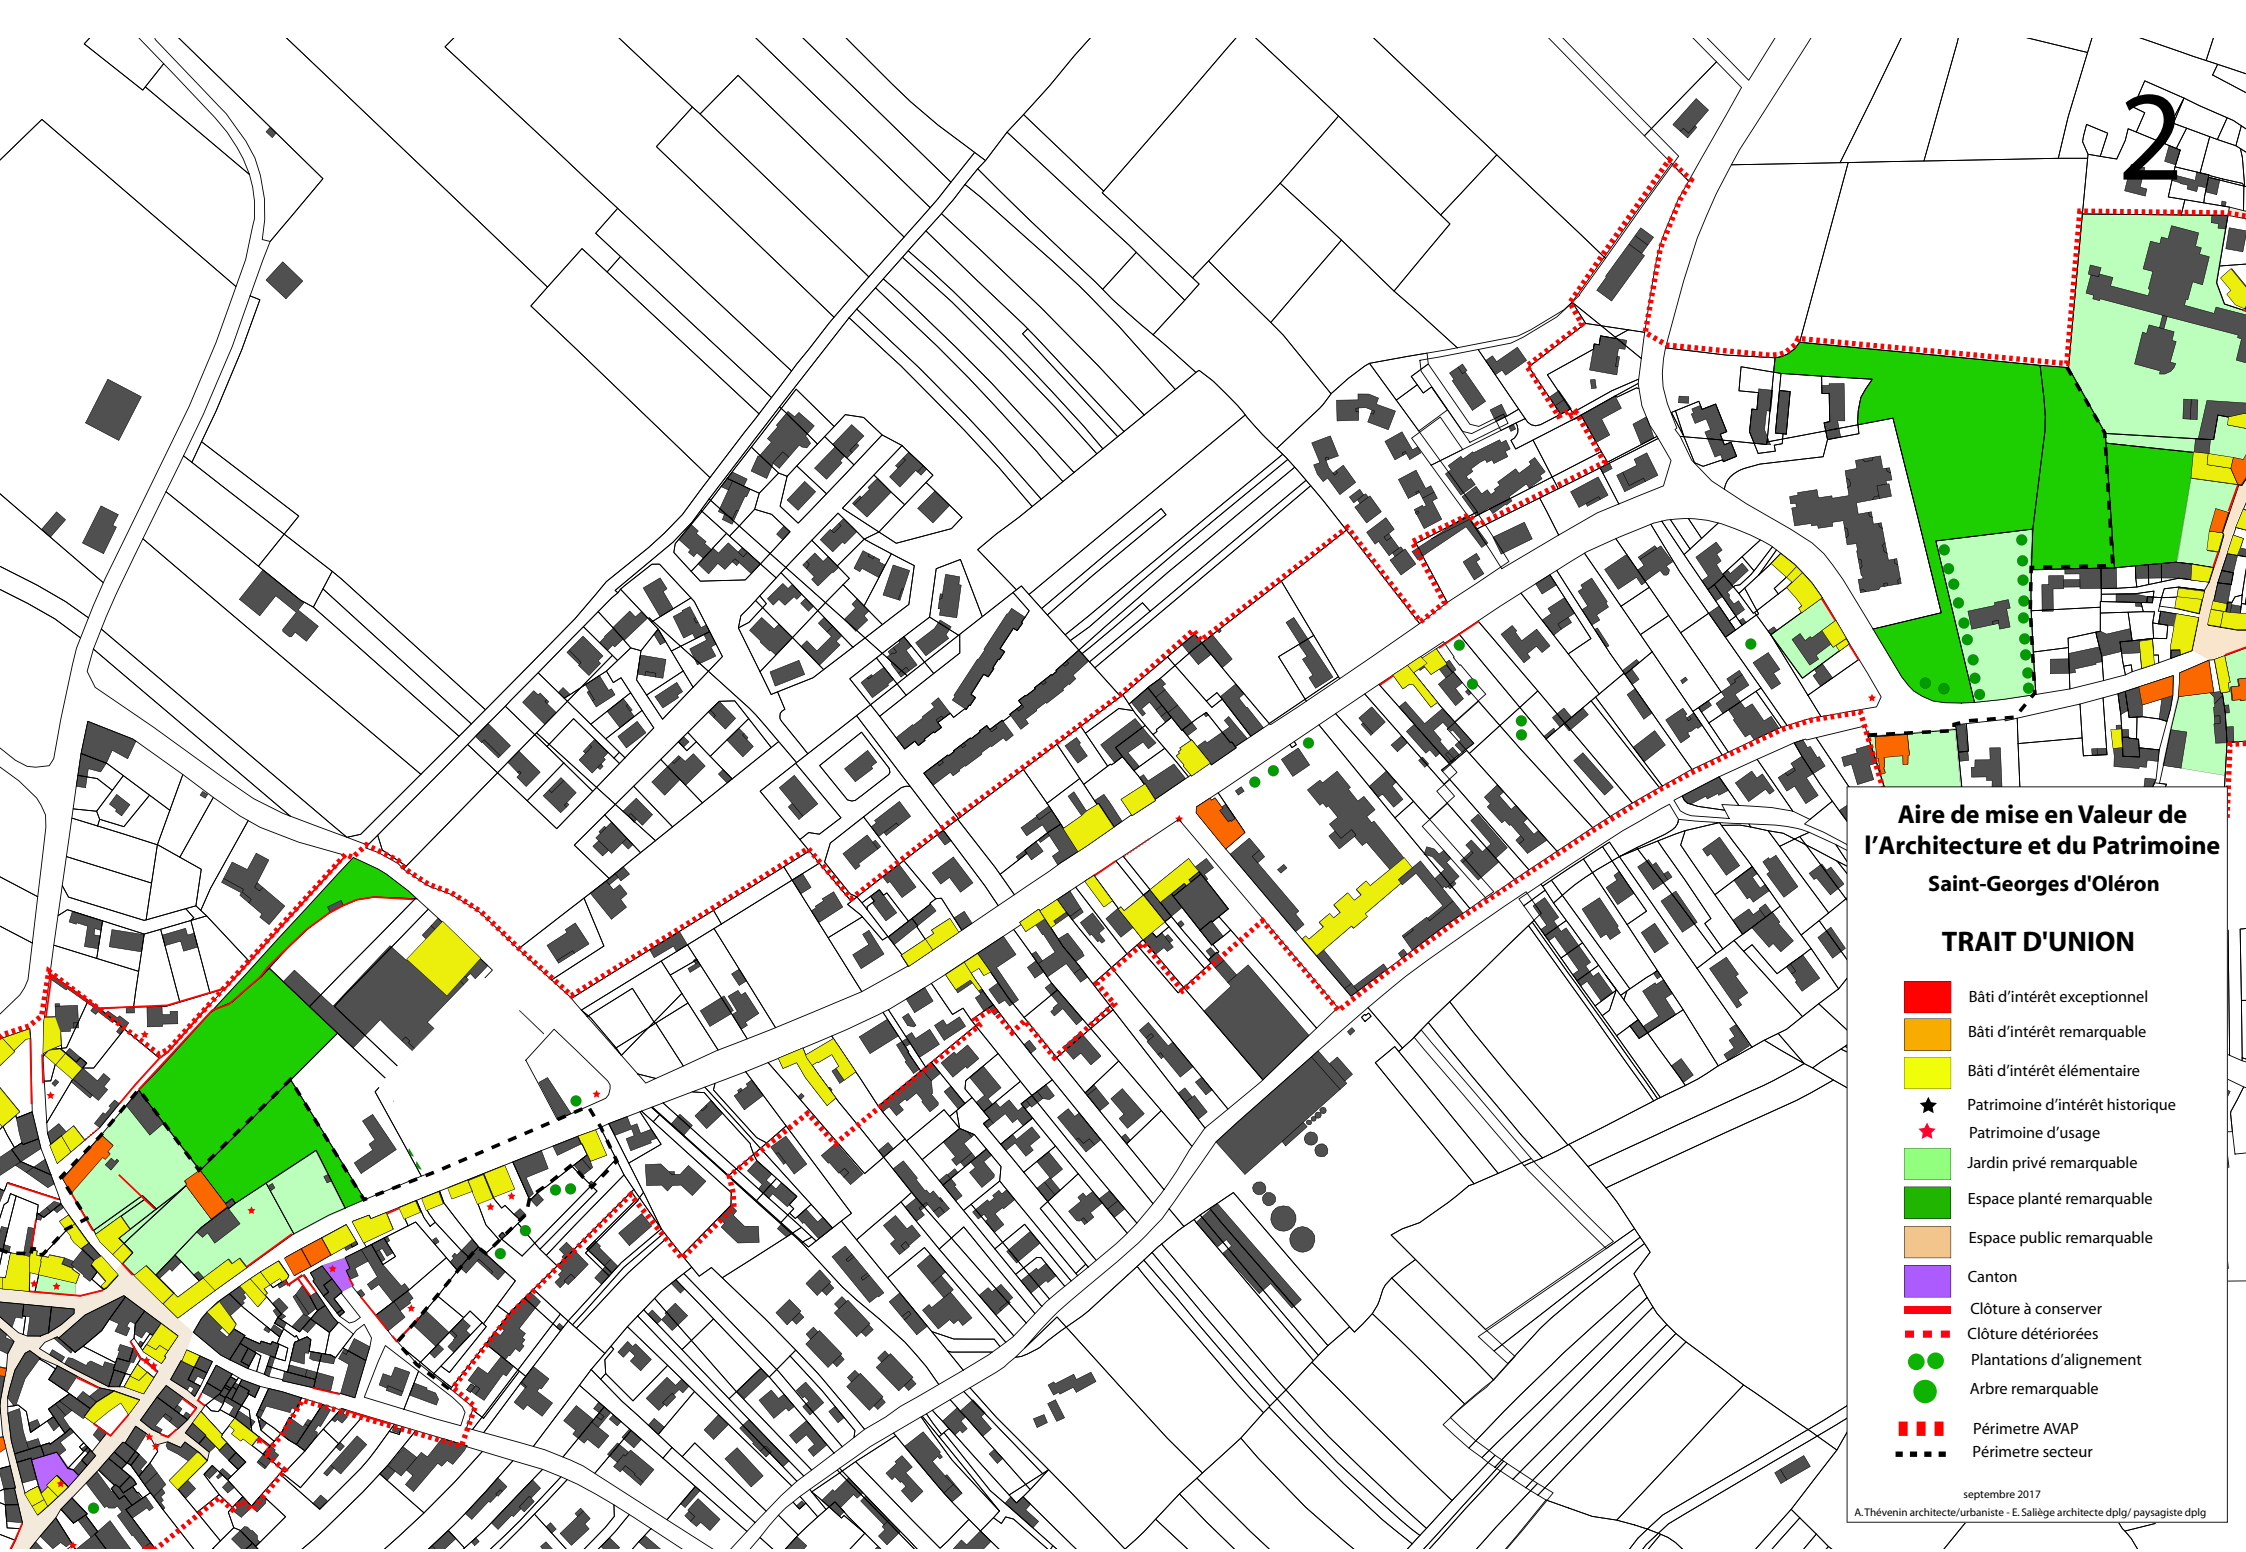 2
Aire de mise en Valeur de
l’Architecture et du Patrimoine
Saint-Georges d'Oléron
TRAIT D'UNION
Bâti d’intérêt exceptionnel
Bâti d’intérêt remarquable
Bâti d’intérêt élémentaire
Patrimoine d’intérêt historique
Patrimoine d’usage
Jardin privé remarquable
Espace planté remarquable
Espace public remarquable
Canton
Clôture à conserver
Clôture détériorées
Plantations d’alignement
Arbre remarquable
Périmetre AVAP
Périmetre secteur
septembre 2017
A. Thévenin architecte/urbaniste - E. Saliège architecte dplg/ paysagiste dplg